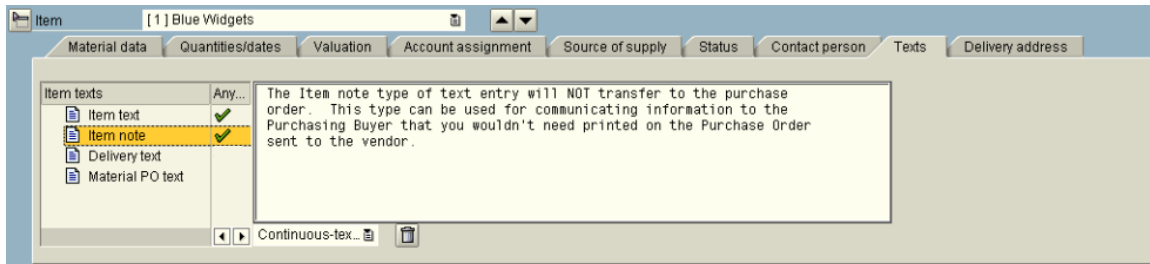 Item [ 1 ] Blue Widgets
Material data Quantities/dates Valuation Account assignment Source of supply Status Contact person Texts Delivery address
Item texts Any...
Item text
Item note
Delivery text
Material PO text
The Item note type of text entry will NOT transfer to the purchase
order. This type can be used for communicating information to the
Purchasing Buyer that you wouldn't need printed on the Purchase Order
sent to the vendor.
Continuous-tex...